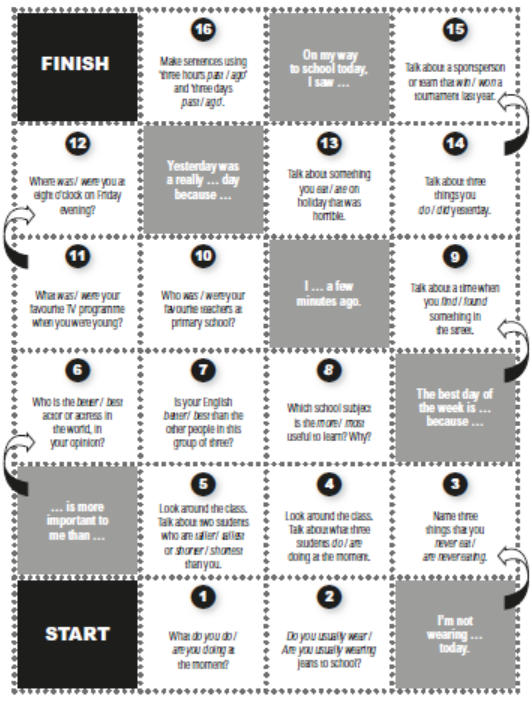 FINISH
16
Make sentences using
'three hours past / ago'
and 'three days
past / ago'.
On my way
to school today,
I saw ...
15
Talk about a sportsperson
or team that win / won a
tournament last year.
12
Where was / were you at
eight o'clock on Friday
evening?
Yesterday was
a really ... day
because ...
13
Talk about something
you eat / ate on
holiday that was
horrible.
14
Talk about three
things you
do / did yesterday.
11
What was / were your
favourite TV programme
when you were young?
10
Who was / were your
favourite teachers at
primary school?
I ... a few
minutes ago.
9
Talk about a time when
you find / found
something in
the street.
6
Who is the better / best
actor or actress in
the world, in
your opinion?
7
Is your English
better / best than the
other people in this
group of three?
8
Which school subject
is the more / most
useful to learn? Why?
The best day of
the week is ...
because ...
... is more
important to
me than ...
5
Look around the class.
Talk about two students
who are taller / tallest
or shorter / shortest
than you.
4
Look around the class.
Talk about what three
students do / are
doing at the moment.
3
Name three
things that you
never eat /
are never eating.
START
1
What do you do /
are you doing at
the moment?
2
Do you usually wear /
Are you usually wearing
jeans to school?
I'm not
wearing ...
today.